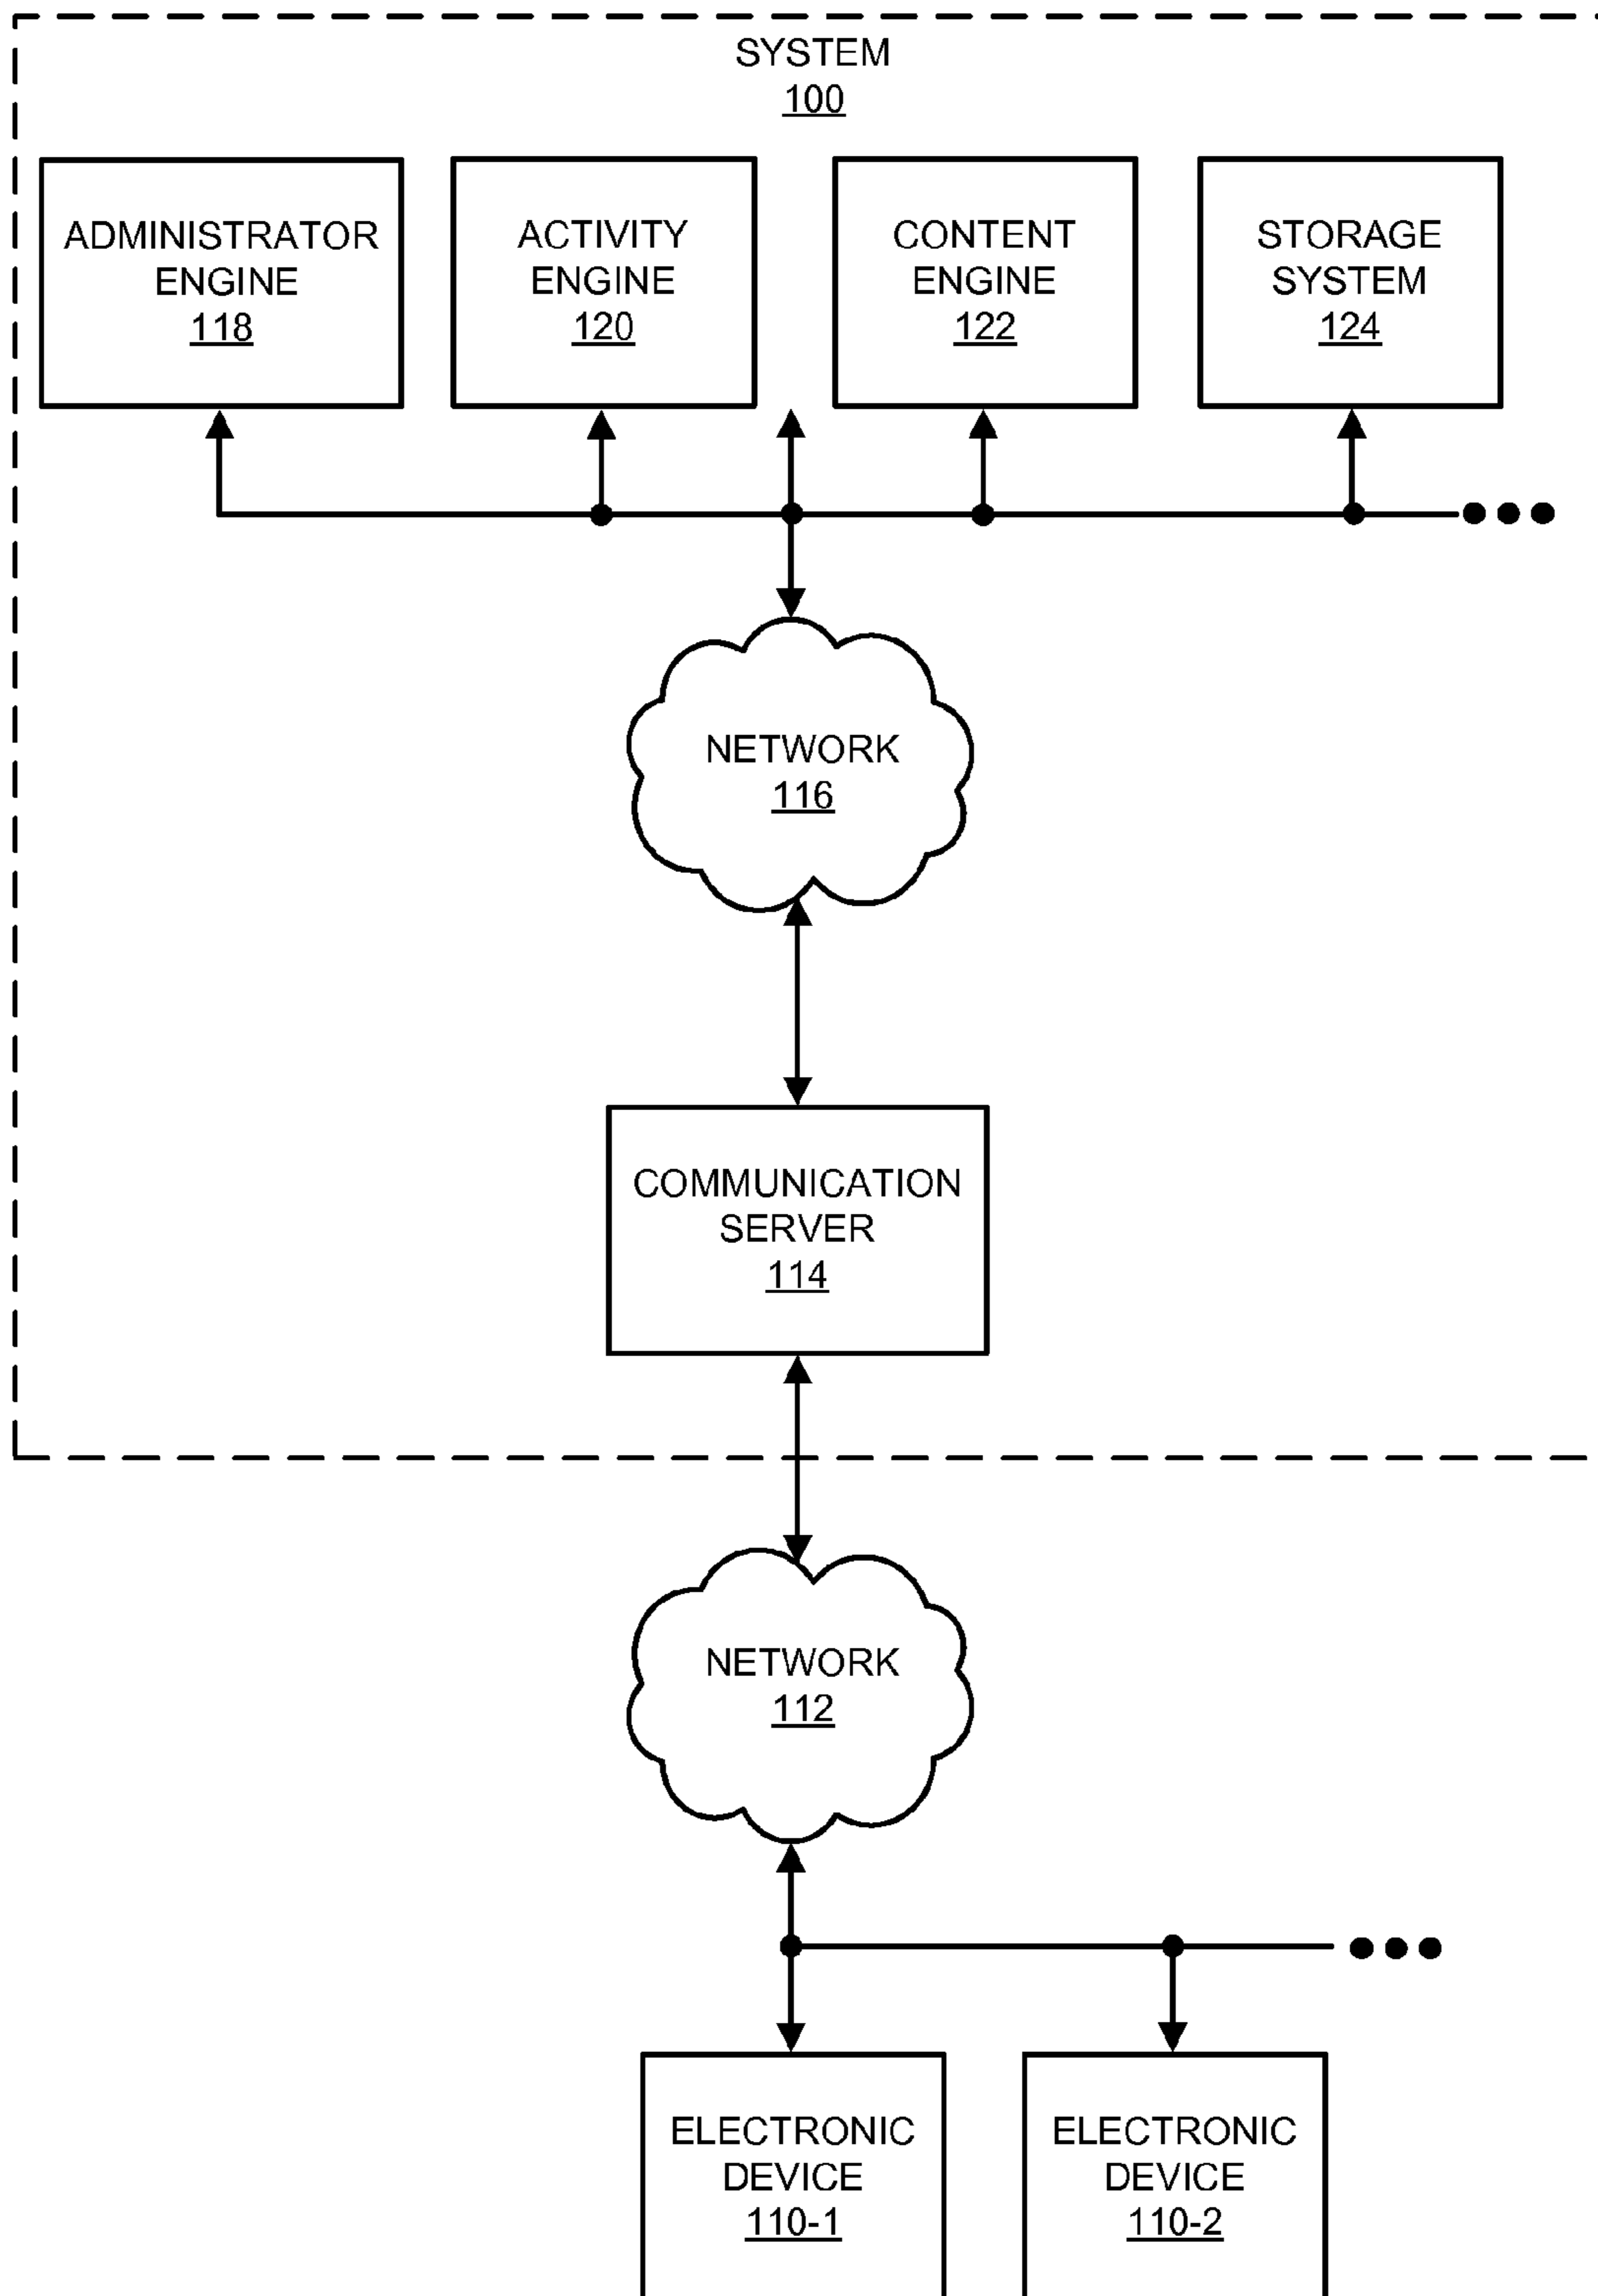 SYSTEM
100
ADMINISTRATOR
ENGINE
118
ACTIVITY
ENGINE
120
CONTENT
ENGINE
122
STORAGE
SYSTEM
124
NETWORK
116
COMMUNICATION
SERVER
114
NETWORK
112
ELECTRONIC
DEVICE
110-1
ELECTRONIC
DEVICE
110-2